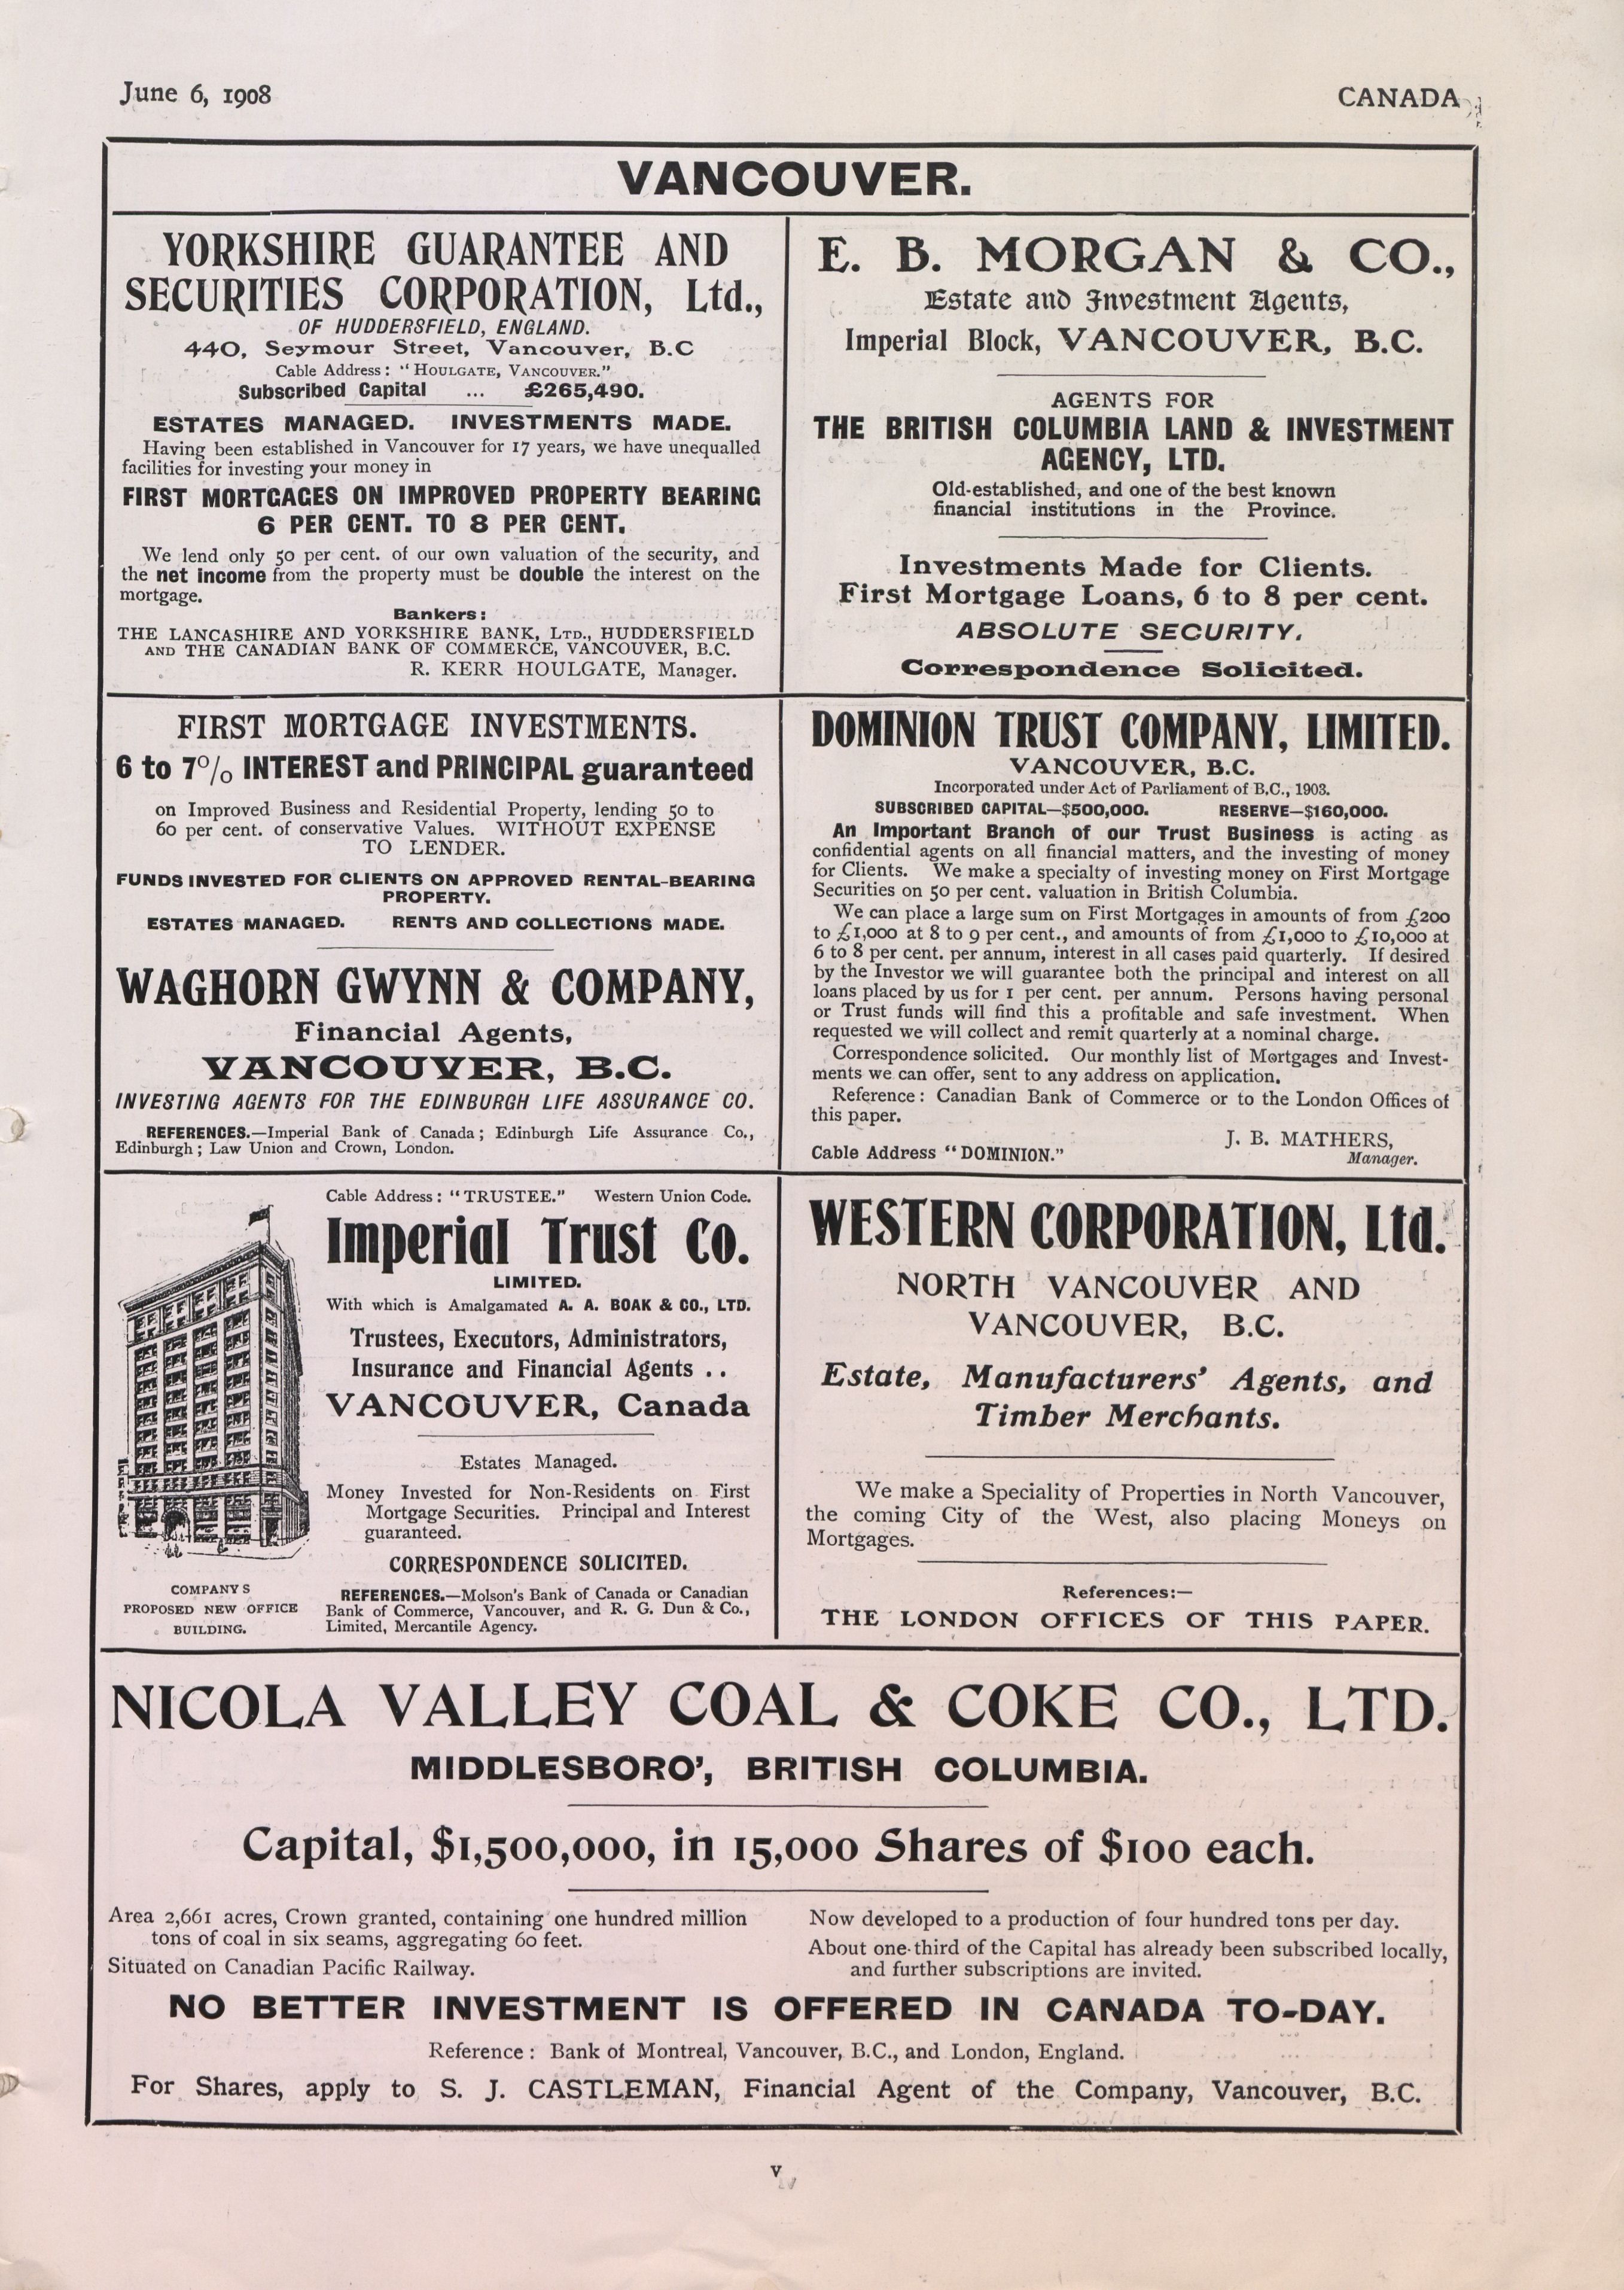 June 6, 1908
CANADA
VANCOUVER.
YORKSHIRE GUARANTEE AND
SECURITIES CORPORATION, Ltd.,
OF HUDDERSFIELD, ENGLAND.
440, Seymour Street, Vancouver, B.C
Cable Address: "HOULGATE, VANCOUVER."
Subscribed Capital ... £265,490.
ESTATES MANAGED. INVESTMENTS MADE.
Having been established in Vancouver for 17 years, we have unequalled
facilities for investing your money in
FIRST MORTGAGES ON IMPROVED PROPERTY BEARING
6 PER CENT. TO 8 PER CENT.
We lend only 50 per cent. of our own valuation of the security, and
the net income from the property must be double the interest on the
mortgage.
Bankers:
THE LANCASHIRE AND YORKSHIRE BANK, LTD., HUDDERSFIELD
AND THE CANADIAN BANK OF COMMERCE, VANCOUVER, B.C.
R. KERR HOULGATE, Manager.
E. B. MORGAN & CO.,
Estate and Investment Agents,
Imperial Block, VANCOUVER, B.C.
AGENTS FOR
THE BRITISH COLUMBIA LAND & INVESTMENT
AGENCY, LTD.
Old-established, and one of the best known
financial institutions in the Province.
Investments Made for Clients.
First Mortgage Loans, 6 to 8 per cent.
ABSOLUTE SECURITY.
Correspondence Solicited.
FIRST MORTGAGE INVESTMENTS.
6 to 7% INTEREST and PRINCIPAL guaranteed
on Improved Business and Residential Property, lending 50 to
60 per cent. of conservative Values. WITHOUT EXPENSE
TO LENDER.
FUNDS INVESTED FOR CLIENTS ON APPROVED RENTAL-BEARING
PROPERTY.
ESTATES MANAGED. RENTS AND COLLECTIONS MADE.
WAGHORN GWYNN & COMPANY,
Financial Agents,
VANCOUVER, B.C.
INVESTING AGENTS FOR THE EDINBURGH LIFE ASSURANCE CO.
REFERENCES.—Imperial Bank of Canada; Edinburgh Life Assurance Co.,
Edinburgh; Law Union and Crown, London.
DOMINION TRUST COMPANY, LIMITED.
VANCOUVER, B.C.
Incorporated under Act of Parliament of B.C., 1903.
SUBSCRIBED CAPITAL—$500,000. RESERVE—$160,000.
An Important Branch of our Trust Business is acting as
confidential agents on all financial matters, and the investing of money
for Clients. We make a specialty of investing money on First Mortgage
Securities on 50 per cent. valuation in British Columbia.
We can place a large sum on First Mortgages in amounts of from £200
to £1,000 at 8 to 9 per cent., and amounts of from £1,000 to £10,000 at
6 to 8 per cent. per annum, interest in all cases paid quarterly. If desired
by the Investor we will guarantee both the principal and interest on all
loans placed by us for 1 per cent. per annum. Persons having personal
or Trust funds will find this a profitable and safe investment. When
requested we will collect and remit quarterly at a nominal charge.
Correspondence solicited. Our monthly list of Mortgages and Invest-
ments we can offer, sent to any address on application.
Reference: Canadian Bank of Commerce or to the London Offices of
this paper.
J. B. MATHERS,
Cable Address "DOMINION." Manager.
Cable Address: "TRUSTEE." Western Union Code.
Imperial Trust Co.
LIMITED.
With which is Amalgamated A. A. BOAK & CO., LTD.
Trustees, Executors, Administrators,
Insurance and Financial Agents ..
VANCOUVER, Canada
Estates Managed.
Money Invested for Non-Residents on First
Mortgage Securities. Principal and Interest
guaranteed.
CORRESPONDENCE SOLICITED.
REFERENCES.—Molson's Bank of Canada or Canadian
Bank of Commerce, Vancouver, and R. G. Dun & Co.,
Limited, Mercantile Agency.
COMPANY S
PROPOSED NEW OFFICE
BUILDING.
WESTERN CORPORATION, Ltd.
NORTH VANCOUVER AND
VANCOUVER, B.C.
Estate, Manufacturers' Agents, and
Timber Merchants.
We make a Speciality of Properties in North Vancouver,
the coming City of the West, also placing Moneys on
Mortgages.
References:—
THE LONDON OFFICES OF THIS PAPER.
NICOLA VALLEY COAL & COKE CO., LTD.
MIDDLESBORO', BRITISH COLUMBIA.
Capital, $1,500,000, in 15,000 Shares of $100 each.
Area 2,661 acres, Crown granted, containing one hundred million
tons of coal in six seams, aggregating 60 feet.
Situated on Canadian Pacific Railway.
Now developed to a production of four hundred tons per day.
About one-third of the Capital has already been subscribed locally,
and further subscriptions are invited.
NO BETTER INVESTMENT IS OFFERED IN CANADA TO-DAY.
Reference: Bank of Montreal, Vancouver, B.C., and London, England.
For Shares, apply to S. J. CASTLEMAN, Financial Agent of the Company, Vancouver, B.C.
v